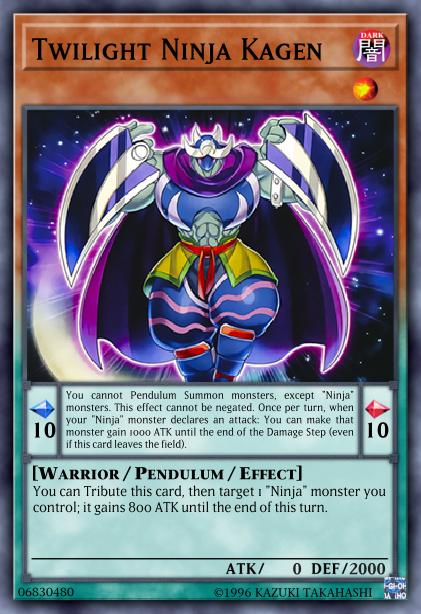 TWILIGHT NINJA KAGEN
DARK
闇
You cannot Pendulum Summon monsters, except "Ninja"
monsters. This effect cannot be negated. Once per turn, when
your "Ninja" monster declares an attack: You can make that
monster gain 1000 ATK until the end of the Damage Step (even
if this card leaves the field).
10
10
[WARRIOR / PENDULUM / EFFECT]
You can Tribute this card, then target 1 "Ninja" monster you
control; it gains 800 ATK until the end of this turn.
ATK/ 0 DEF/2000
06830480
©1996 KAZUKI TAKAHASHI